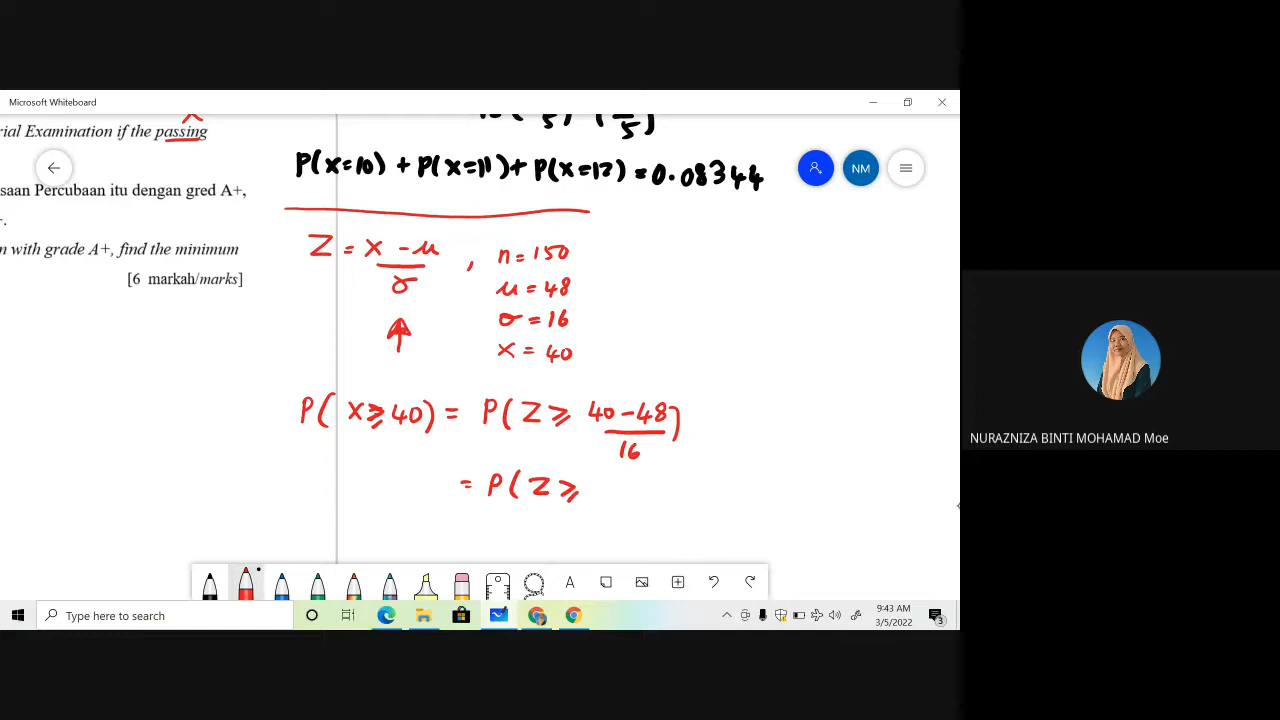 Microsoft Whiteboard
rial Examination if the passing
saan Percubaan itu dengan gred A+,
n with grade A+, find the minimum
[6 markah/marks]
P(x=10) + P(x=11) + P(x=12) = 0.08344
Z = x - μ / σ , n = 150
μ = 48
σ = 16
x = 40
P( X ≥ 40) = P( Z ≥ 40 - 48 / 16 )
= P( Z ≥
NM
NURAZNIZA BINTI MOHAMAD Moe
A
Type here to search
9:43 AM
3/5/2022
3